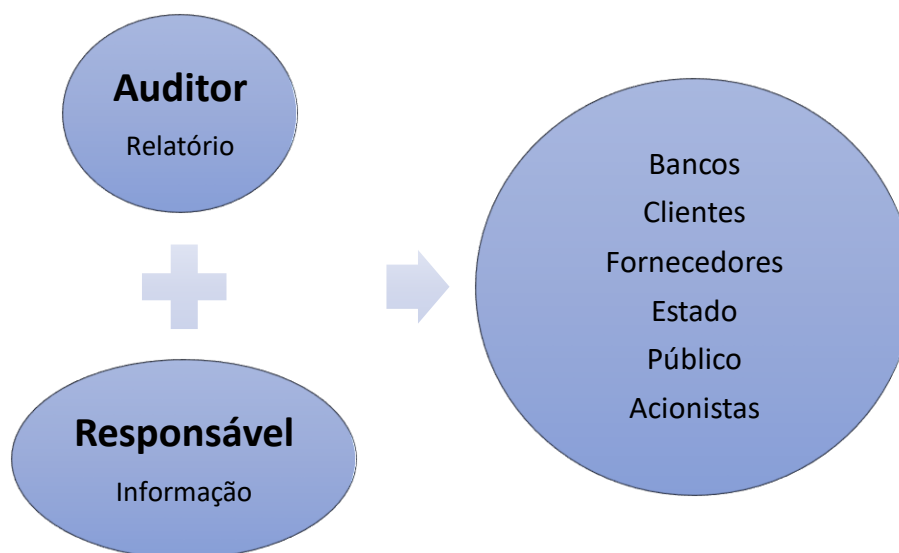 Auditor
Relatório
Responsável
Informação
Bancos
Clientes
Fornecedores
Estado
Público
Acionistas